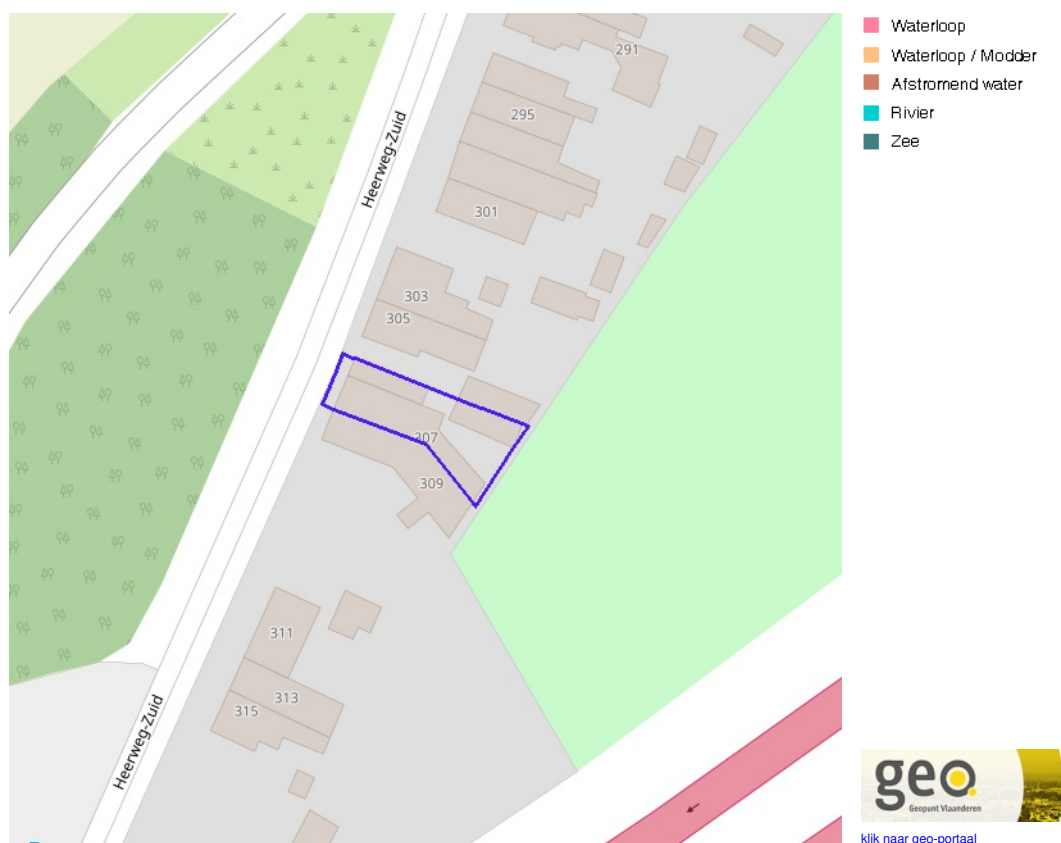 Waterloop
Waterloop / Modder
Afstromend water
Rivier
Zee
291
295
Heerweg-Zuid
301
303
305
207
309
311
313
315
Heerweg-Zuid
geo
Geopunt Vlaanderen
klik naar geo-portaal